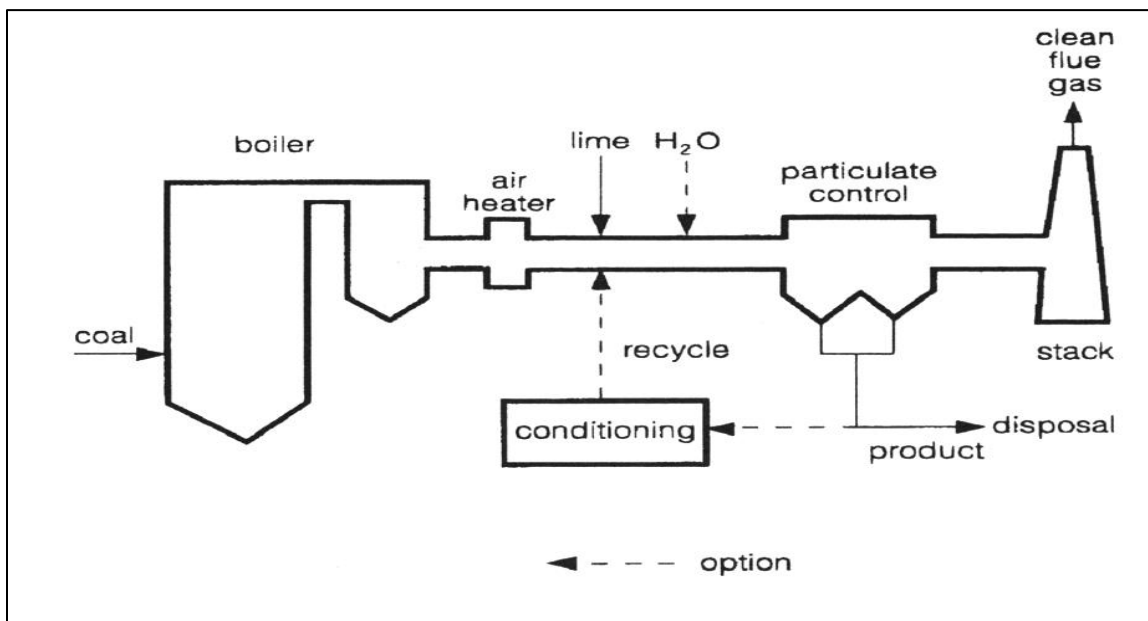 clean
flue
gas
boiler
lime
H₂O
air
heater
particulate
control
coal
recycle
stack
conditioning
disposal
product
option